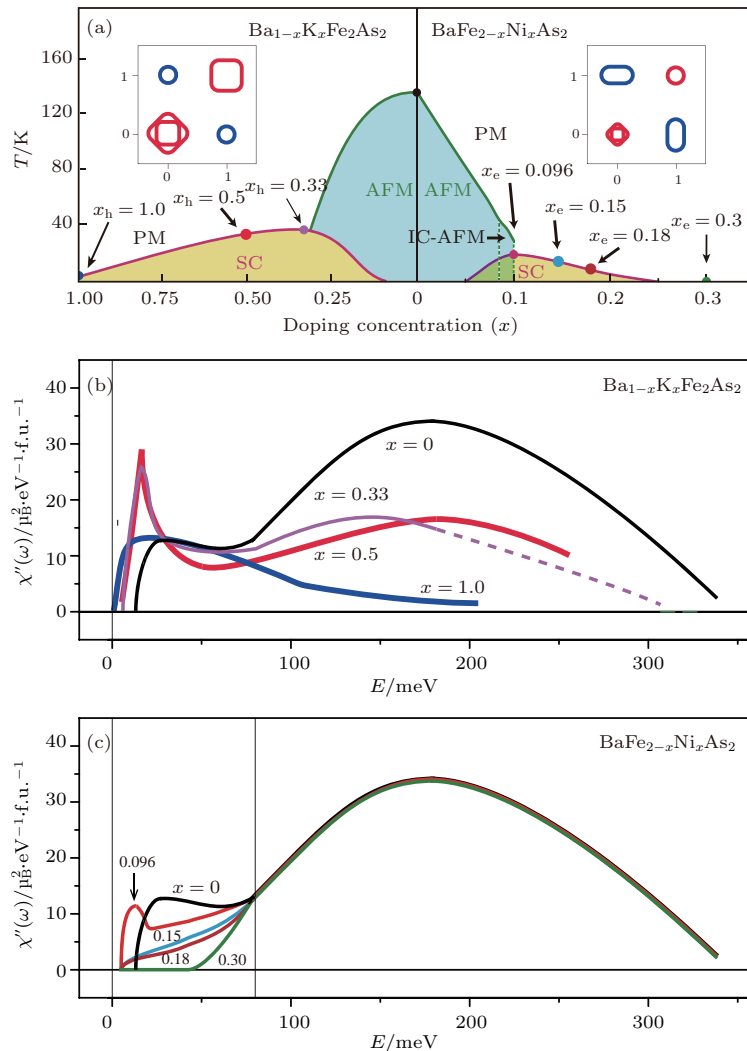 (a)
Ba₁₋ₓKₓFe₂As₂
BaFe₂₋ₓNiₓAs₂
160
120
80
40
T/K
1
0
0
1
1
0
0
1
PM
AFM
AFM
PM
IC-AFM
SC
SC
xₕ = 1.0
xₕ = 0.5
xₕ = 0.33
xₑ = 0.096
xₑ = 0.15
xₑ = 0.18
xₑ = 0.3
1.00 0.75 0.50 0.25 0 0.1 0.2 0.3
Doping concentration (x)
(b)
Ba₁₋ₓKₓFe₂As₂
40
30
20
10
0
χ″(ω)/µ_B²·eV⁻¹·f.u.⁻¹
x = 0
x = 0.33
x = 0.5
x = 1.0
0 100 200 300
E/meV
(c)
BaFe₂₋ₓNiₓAs₂
40
30
20
10
0
χ″(ω)/µ_B²·eV⁻¹·f.u.⁻¹
0.096
x = 0
0.15
0.18
0.30
0 100 200 300
E/meV